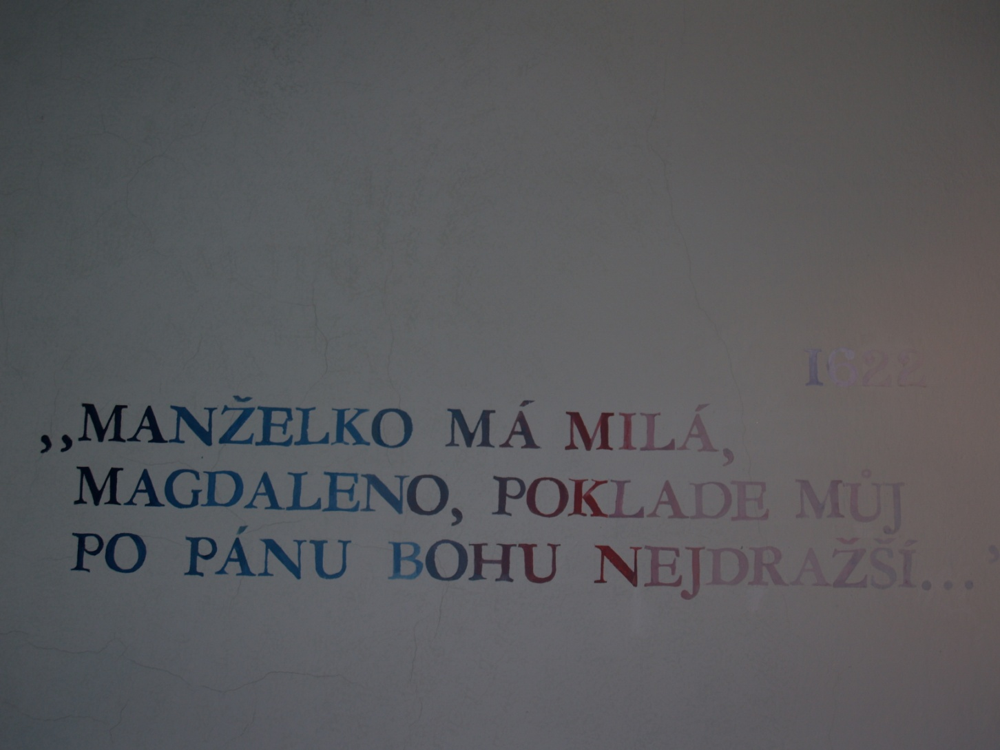 1622
,,MANŽELKO MÁ MILÁ,
MAGDALENO, POKLADE MŮJ
PO PÁNU BOHU NEJDRAŽŠÍ...’